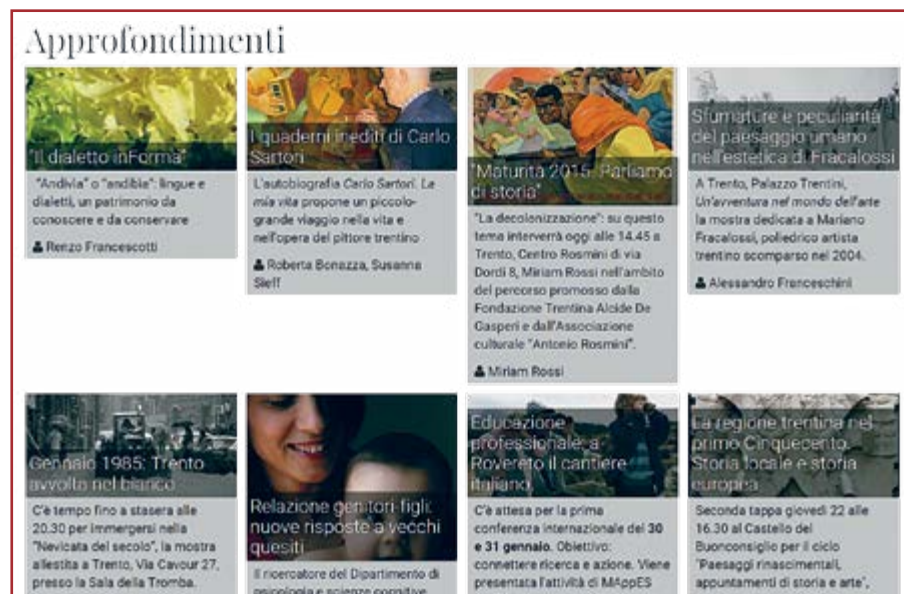 Approfondimenti
"Il dialetto inForma"
"Andivia" o "andibia": lingue e
dialetti, un patrimonio da
conoscere e da conservare
Renzo Francescotti
I quaderni inediti di Carlo
Sartori
L'autobiografia Carlo Sartori. La
mia vita propone un piccolo-
grande viaggio nella vita e
nell'opera del pittore trentino
Roberta Bonazza, Susanna
Sieff
"Maturità 2015. Parliamo
di storia"
"La decolonizzazione": su questo
tema interverrà oggi alle 14.45 a
Trento, Centro Rosmini di via
Dordi 8, Miriam Rossi nell'ambito
del percorso promosso dalla
Fondazione Trentina Alcide De
Gasperi e dall'Associazione
culturale "Antonio Rosmini".
Miriam Rossi
Sfumature e peculiarità
del paesaggio umano
nell'estetica di Fracalossi
A Trento, Palazzo Trentini,
Un'avventura nel mondo dell'arte
la mostra dedicata a Mariano
Fracalossi, poliedrico artista
trentino scomparso nel 2004.
Alessandro Franceschini
Gennaio 1985: Trento
avvolta nel bianco
C'è tempo fino a stasera alle
20.30 per immergersi nella
"Nevicata del secolo", la mostra
allestita a Trento, Via Cavour 27,
presso la Sala della Tromba.
Relazione genitori-figli:
nuove risposte a vecchi
quesiti
Il ricercatore del Dipartimento di
psicologia e scienze cognitive
Educazione
professionale: a
Rovereto il cantiere
italiano
C'è attesa per la prima
conferenza internazionale del 30
e 31 gennaio. Obiettivo:
connettere ricerca e azione. Viene
presentata l'attività di MAppES
La regione trentina nel
primo Cinquecento.
Storia locale e storia
europea
Seconda tappa giovedì 22 alle
16.30 al Castello del
Buonconsiglio per il ciclo
"Paesaggi rinascimentali,
appuntamenti di storia e arte",